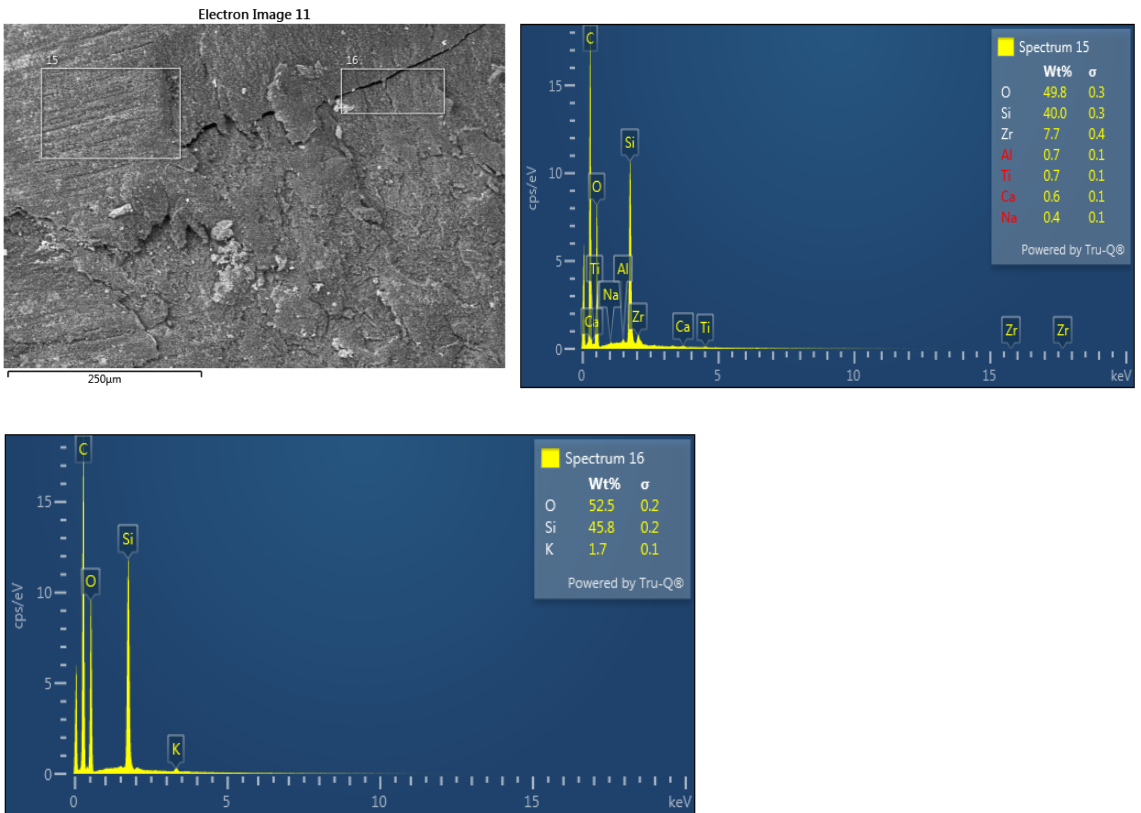 Electron Image 11
15
16
250µm
Spectrum 15
Wt% σ
O 49.8 0.3
Si 40.0 0.3
Zr 7.7 0.4
Al 0.7 0.1
Ti 0.7 0.1
Ca 0.6 0.1
Na 0.4 0.1
Powered by Tru-Q®
cps/eV
15
10
5
0
C
Si
O
Ti Al
Na
Ca Zr Ca Ti Zr Zr
0 5 10 15 keV
Spectrum 16
Wt% σ
O 52.5 0.2
Si 45.8 0.2
K 1.7 0.1
Powered by Tru-Q®
cps/eV
15
10
5
0
C
Si
O
K
0 5 10 15 keV